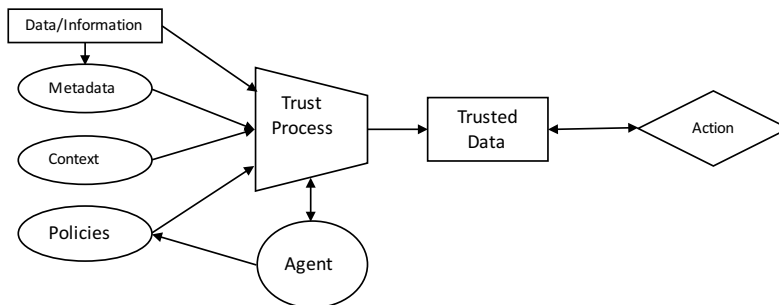 Data/Information
Metadata
Context
Policies
Trust
Process
Agent
Trusted
Data
Action